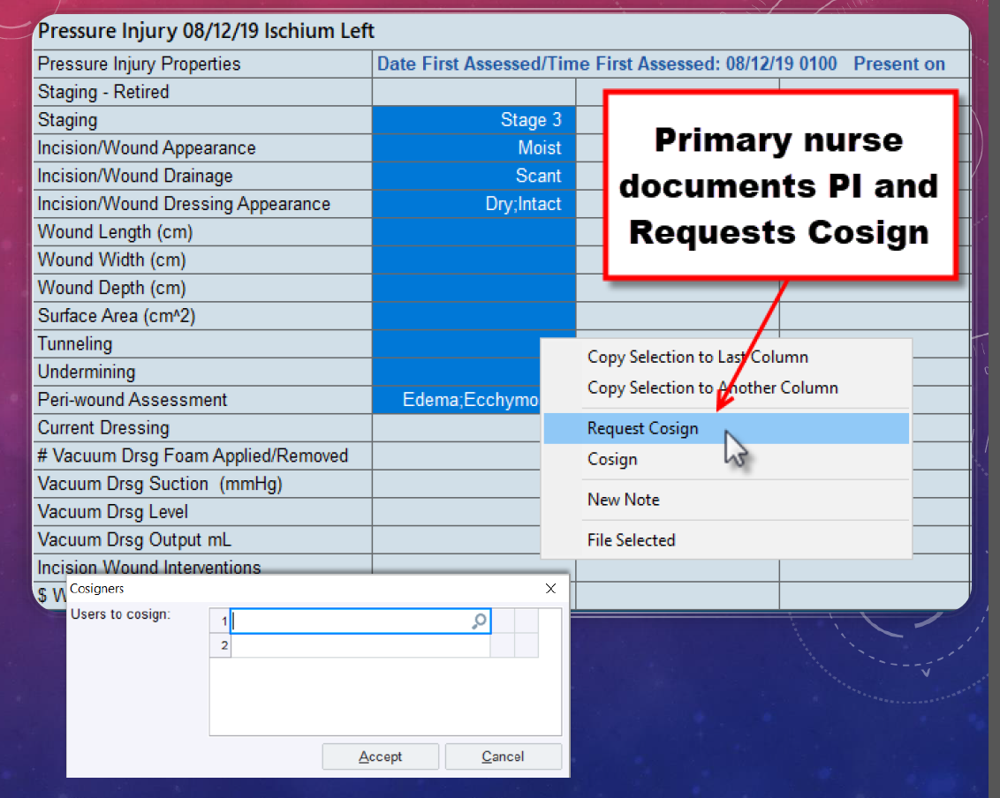 Pressure Injury 08/12/19 Ischium Left
Pressure Injury Properties Date First Assessed/Time First Assessed: 08/12/19 0100 Present on
Staging - Retired
Staging Stage 3
Incision/Wound Appearance Moist
Incision/Wound Drainage Scant
Incision/Wound Dressing Appearance Dry;Intact
Wound Length (cm)
Wound Width (cm)
Wound Depth (cm)
Surface Area (cm^2)
Tunneling
Undermining
Peri-wound Assessment Edema;Ecchymo
Current Dressing
# Vacuum Drsg Foam Applied/Removed
Vacuum Drsg Suction (mmHg)
Vacuum Drsg Level
Vacuum Drsg Output mL
Incision Wound Interventions
$ W
Primary nurse
documents PI and
Requests Cosign
Copy Selection to Last Column
Copy Selection to Another Column
Request Cosign
Cosign
New Note
File Selected
Cosigners
Users to cosign:
1
2
Accept Cancel